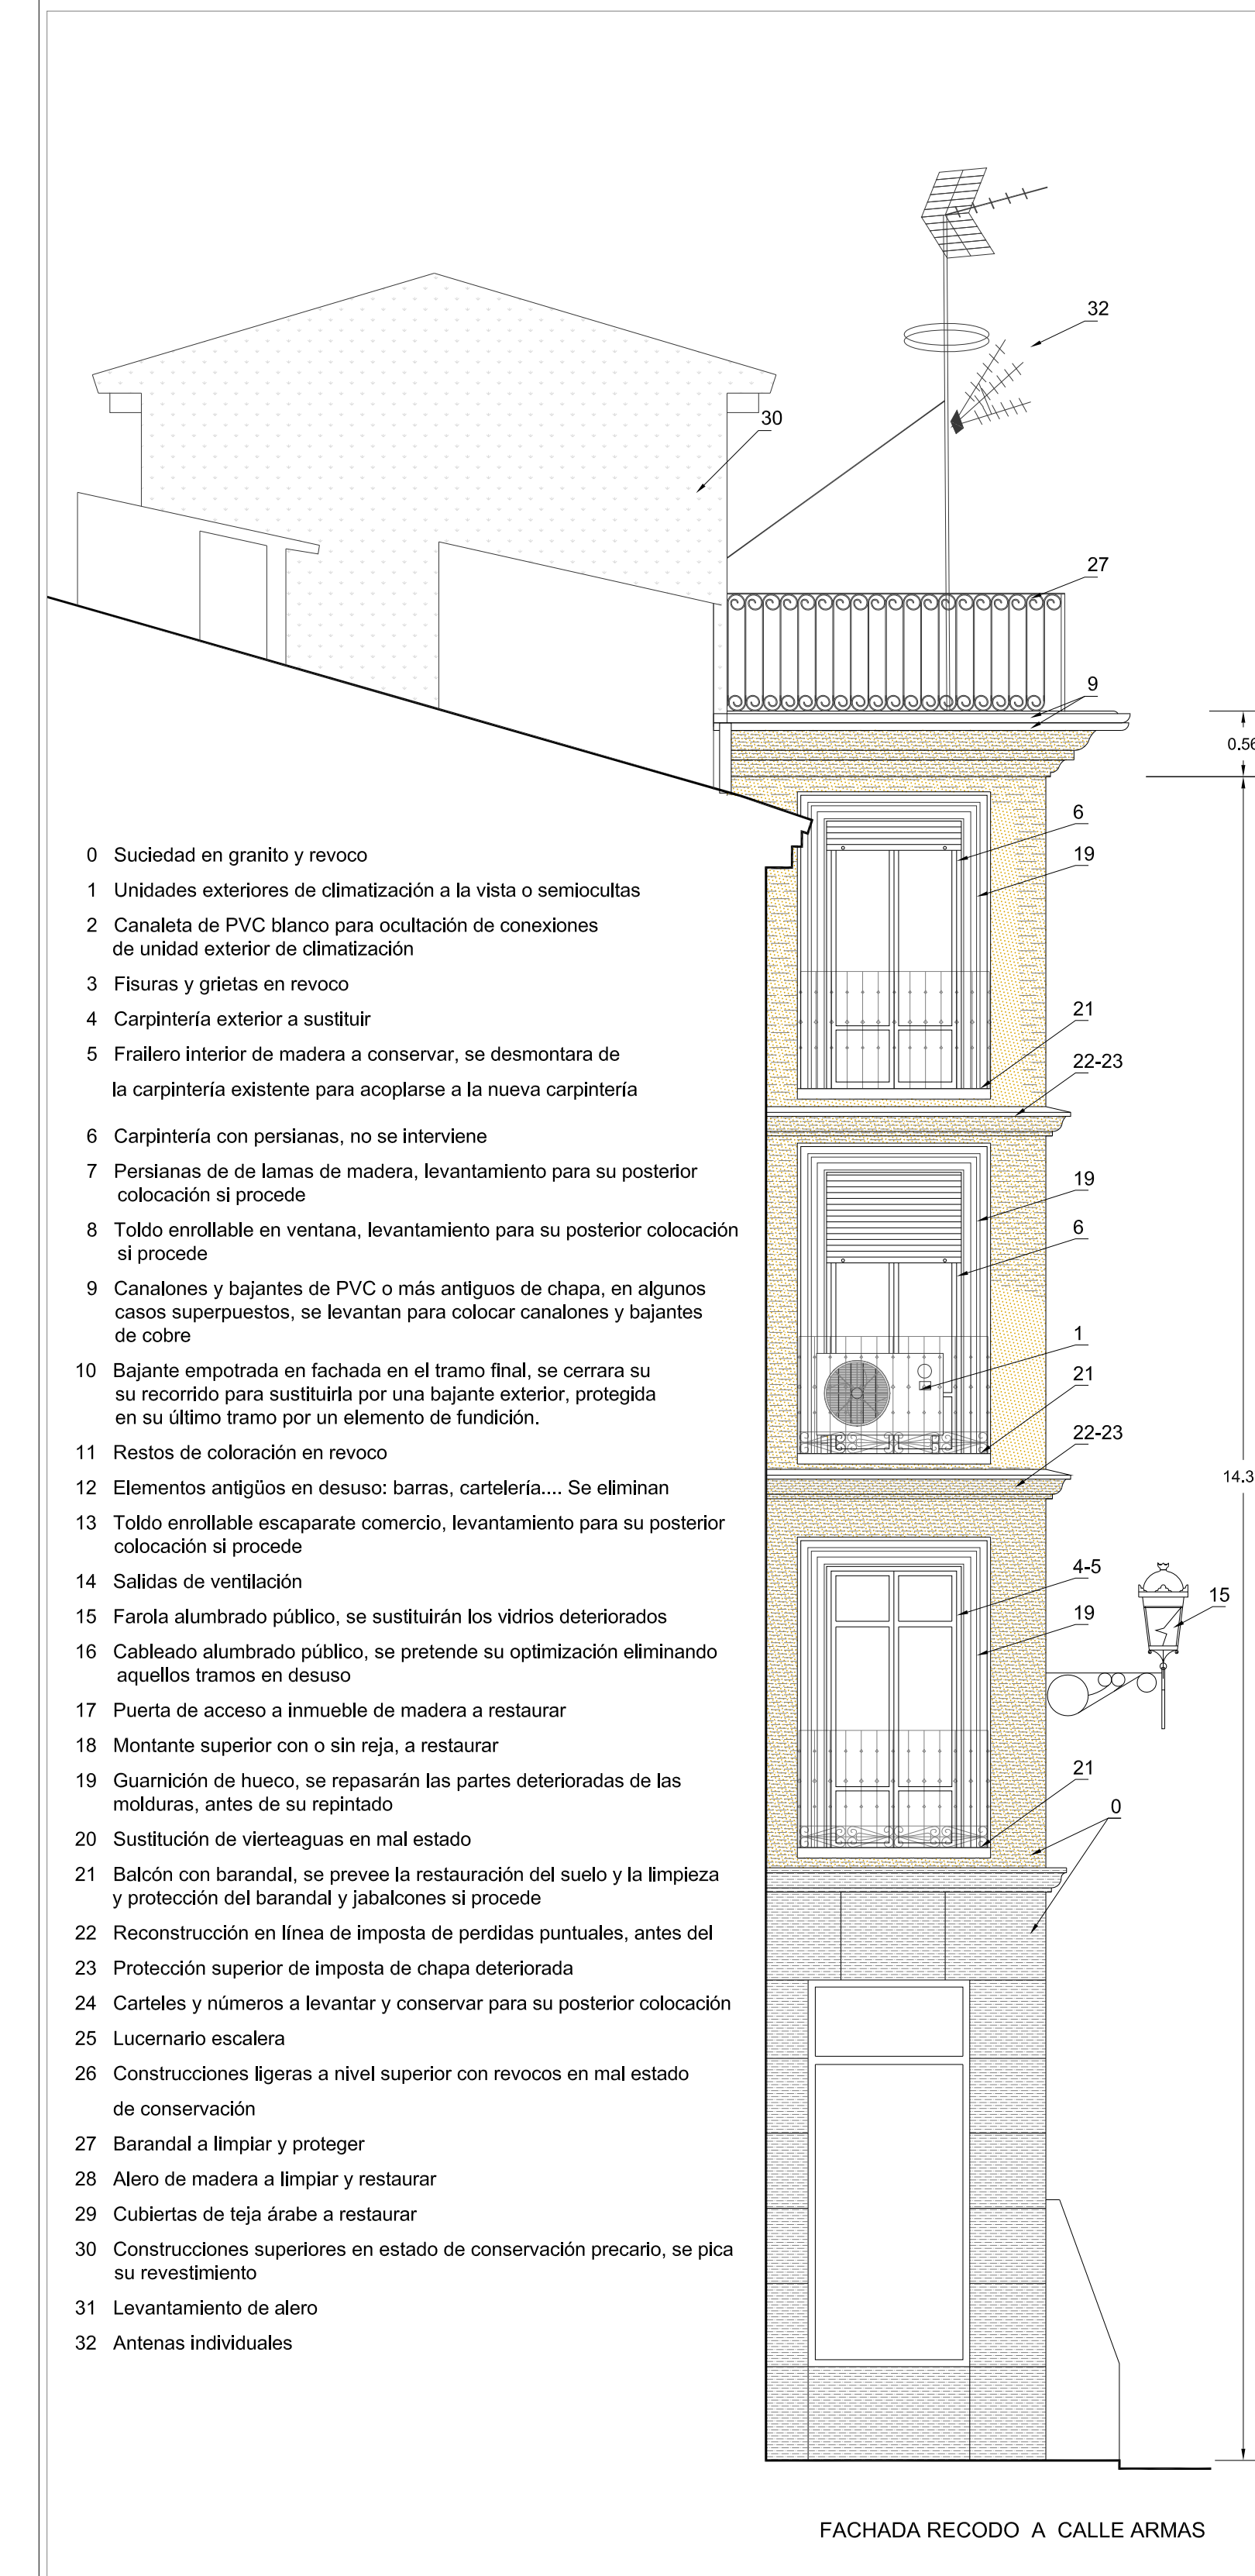 32
30
27
9
0.56
6
19
21
22-23
19
6
1
21
22-23
14.3
4-5
19
15
21
0
0 Suciedad en granito y revoco
1 Unidades exteriores de climatización a la vista o semiocultas
2 Canaleta de PVC blanco para ocultación de conexiones
de unidad exterior de climatización
3 Fisuras y grietas en revoco
4 Carpintería exterior a sustituir
5 Frailero interior de madera a conservar, se desmontara de
la carpintería existente para acoplarse a la nueva carpintería
6 Carpintería con persianas, no se interviene
7 Persianas de de lamas de madera, levantamiento para su posterior
colocación si procede
8 Toldo enrollable en ventana, levantamiento para su posterior colocación
si procede
9 Canalones y bajantes de PVC o más antiguos de chapa, en algunos
casos superpuestos, se levantan para colocar canalones y bajantes
de cobre
10 Bajante empotrada en fachada en el tramo final, se cerrara su
su recorrido para sustituirla por una bajante exterior, protegida
en su último tramo por un elemento de fundición.
11 Restos de coloración en revoco
12 Elementos antigüos en desuso: barras, cartelería.... Se eliminan
13 Toldo enrollable escaparate comercio, levantamiento para su posterior
colocación si procede
14 Salidas de ventilación
15 Farola alumbrado público, se sustituirán los vidrios deteriorados
16 Cableado alumbrado público, se pretende su optimización eliminando
aquellos tramos en desuso
17 Puerta de acceso a inmueble de madera a restaurar
18 Montante superior con o sin reja, a restaurar
19 Guarnición de hueco, se repasarán las partes deterioradas de las
molduras, antes de su repintado
20 Sustitución de vierteaguas en mal estado
21 Balcón con barandal, se prevee la restauración del suelo y la limpieza
y protección del barandal y jabalcones si procede
22 Reconstrucción en línea de imposta de perdidas puntuales, antes del
23 Protección superior de imposta de chapa deteriorada
24 Carteles y números a levantar y conservar para su posterior colocación
25 Lucernario escalera
26 Construcciones ligeras a nivel superior con revocos en mal estado
de conservación
27 Barandal a limpiar y proteger
28 Alero de madera a limpiar y restaurar
29 Cubiertas de teja árabe a restaurar
30 Construcciones superiores en estado de conservación precario, se pica
su revestimiento
31 Levantamiento de alero
32 Antenas individuales
FACHADA RECODO A CALLE ARMAS